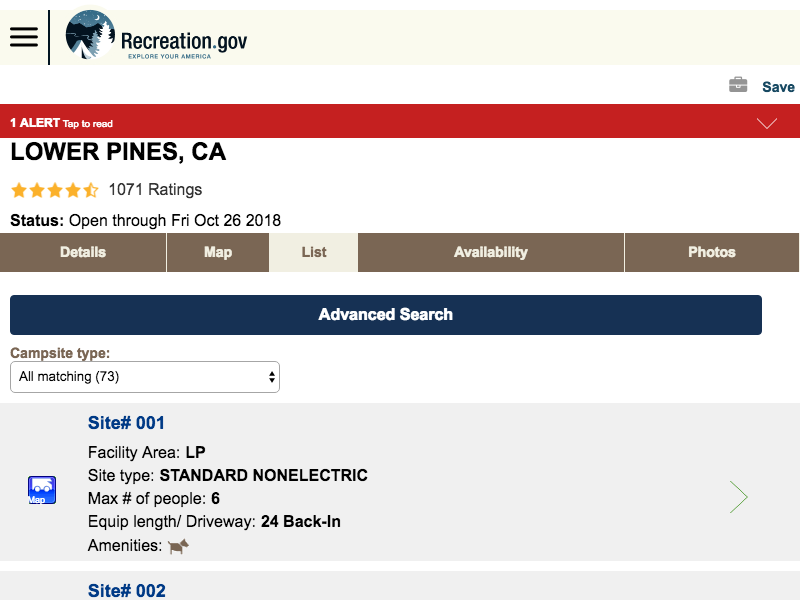 Recreation.gov
EXPLORE YOUR AMERICA
Save
1 ALERT Tap to read
LOWER PINES, CA
1071 Ratings
Status: Open through Fri Oct 26 2018
Details Map List Availability Photos
Advanced Search
Campsite type:
All matching (73)
Site# 001
Facility Area: LP
Site type: STANDARD NONELECTRIC
Map
Max # of people: 6
Equip length/ Driveway: 24 Back-In
Amenities:
Site# 002